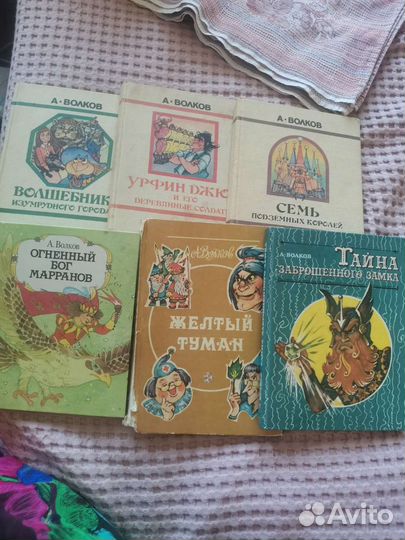 А·ВОЛКОВ
ВОЛШЕБНИК
ИЗУМРУДНОГО ГОРОДА
А·ВОЛКОВ
УРФИН ДЖЮС
И ЕГО
ДЕРЕВЯННЫЕ СОЛДАТЫ
А·ВОЛКОВ
СЕМЬ
ПОДЗЕМНЫХ КОРОЛЕЙ
А. Волков
ОГНЕННЫЙ
БОГ
МАРРАНОВ
А.Волков
ЖЕЛТЫЙ
ТУМАН
А. ВОЛКОВ
ТАЙНА
ЗАБРОШЕННОГО ЗАМКА
Avito